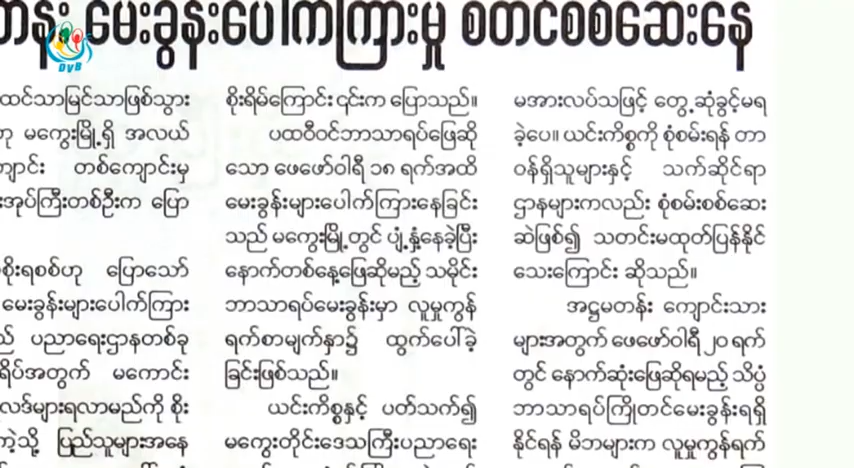 တန်း မေးခွန်းပေါက်ကြားမှု စတင်စစ်ဆေးနေ
DVB
ထင်သာမြင်သာဖြစ်သွား
ဟု မကွေးမြို့ရှိ အလယ်
ကျောင်း တစ်ကျောင်းမှ
အုပ်ကြီးတစ်ဦးက ပြော
စိုးရစစ်ဟု ပြောသော်
မေးခွန်းများပေါက်ကြား
ည် ပညာရေးဌာနတစ်ခု
ရိပ်အတွက် မကောင်း
လဒ်များရလာမည်ကို စိုး
ကဲ့သို့ ပြည်သူများအနေ
စိုးရိမ်ကြောင်း ၎င်းက ပြောသည်။
ပထဝီဝင်ဘာသာရပ်ဖြေဆို
သော ဖေဖော်ဝါရီ ၁၈ ရက်အထိ
မေးခွန်းများပေါက်ကြားနေခြင်း
သည် မကွေးမြို့တွင် ပျံ့နှံ့နေခဲ့ပြီး
နောက်တစ်နေ့ဖြေဆိုမည့် သမိုင်း
ဘာသာရပ်မေးခွန်းမှာ လူမှုကွန်
ရက်စာမျက်နှာ၌ ထွက်ပေါ်ခဲ့
ခြင်းဖြစ်သည်။
ယင်းကိစ္စနှင့် ပတ်သက်၍
မကွေးတိုင်းဒေသကြီးပညာရေး
မအားလပ်သဖြင့် တွေ့ဆုံခွင့်မရ
ခဲ့ပေ။ ယင်းကိစ္စကို စုံစမ်းရန် တာ
ဝန်ရှိသူများနှင့် သက်ဆိုင်ရာ
ဌာနများကလည်း စုံစမ်းစစ်ဆေး
ဆဲဖြစ်၍ သတင်းမထုတ်ပြန်နိုင်
သေးကြောင်း ဆိုသည်။
အဋ္ဌမတန်း ကျောင်းသား
များအတွက် ဖေဖော်ဝါရီ ၂၀ ရက်
တွင် နောက်ဆုံးဖြေဆိုရမည့် သိပ္ပံ
ဘာသာရပ်ကြိုတင်မေးခွန်းရရှိ
နိုင်ရန် မိဘများက လူမှုကွန်ရက်